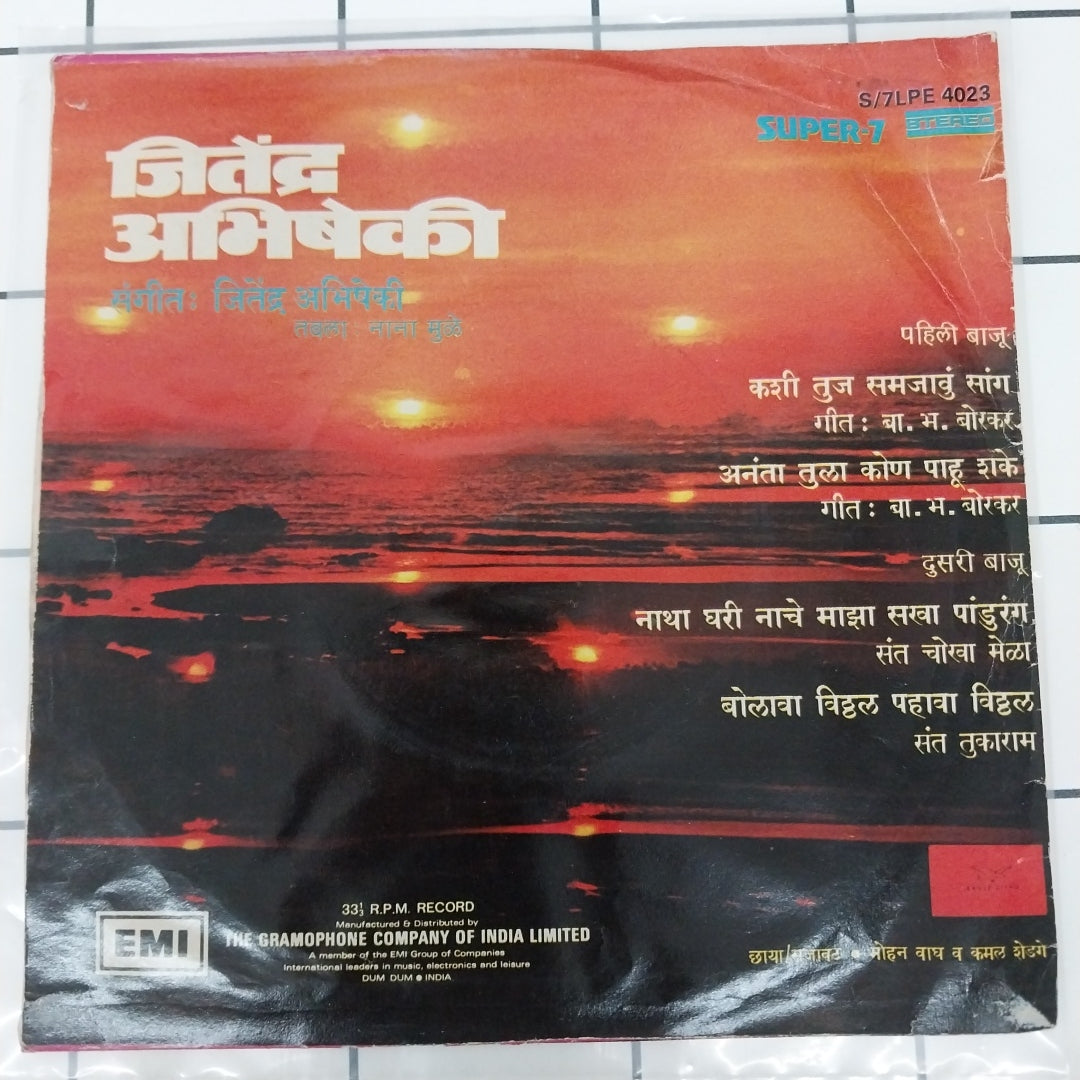 S/7LPE 4023
SUPER-7 STEREO
जितेंद्र
अभिषेकी
संगीत: जितेंद्र अभिषेकी
तबला: नाना मुळे
पहिली बाजू
कशी तुज समजावुं सांग
गीत: बा. भ. बोरकर
अनंता तुला कोण पाहू शके
गीत: बा. भ. बोरकर
दुसरी बाजू
नाथा घरी नाचे माझा सखा पांडुरंग
संत चोखा मेळा
बोलावा विठ्ठल पहावा विठ्ठल
संत तुकाराम
33⅓ R.P.M. RECORD
Manufactured & Distributed by
EMI THE GRAMOPHONE COMPANY OF INDIA LIMITED
A member of the EMI Group of Companies
International leaders in music, electronics and leisure
DUM DUM ● INDIA
छाया/सजावट मोहन वाघ व कमल शेडगे